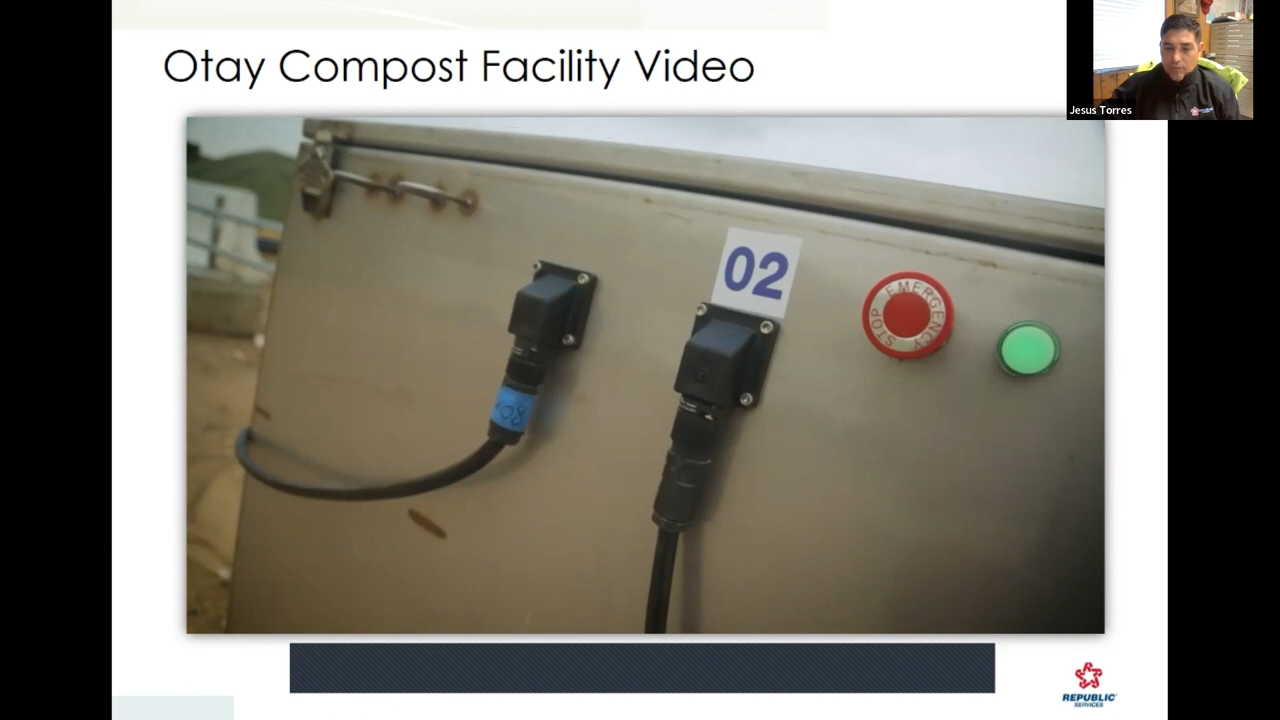 Otay Compost Facility Video
Jesus Torres
02
EMERGENCY
STOP
REPUBLIC
SERVICES